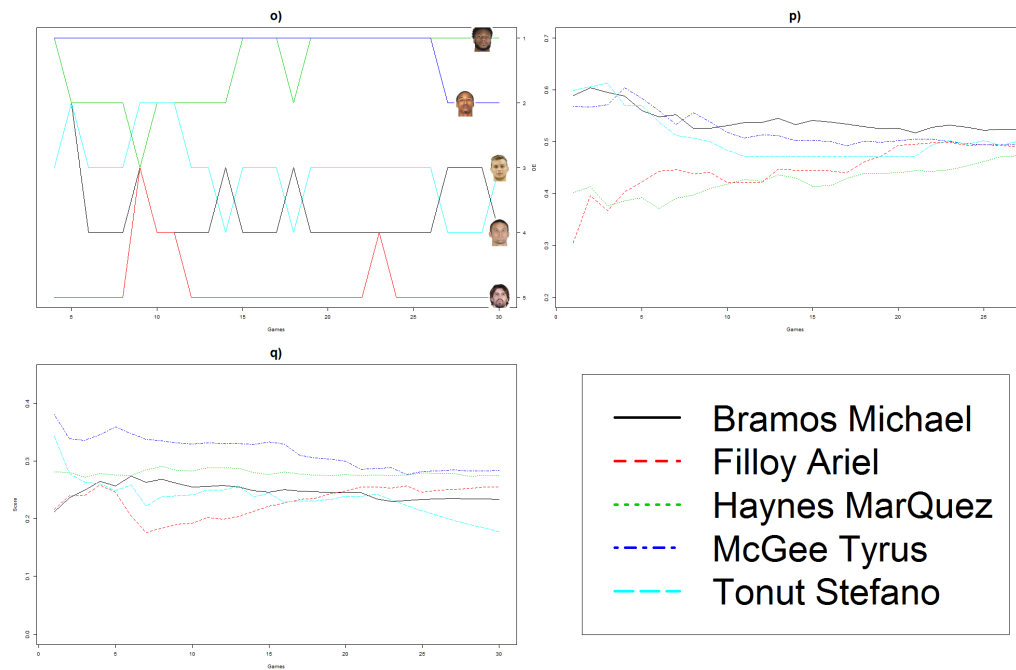 o)
1
2
3
4
5
5 10 15 20 25 30
Games
p)
OE
0.7
0.6
0.5
0.4
0.3
0.2
0 5 10 15 20 25
Games
q)
Score
0.4
0.3
0.2
0.1
0.0
0 5 10 15 20 25 30
Games
Bramos Michael
Filloy Ariel
Haynes MarQuez
McGee Tyrus
Tonut Stefano